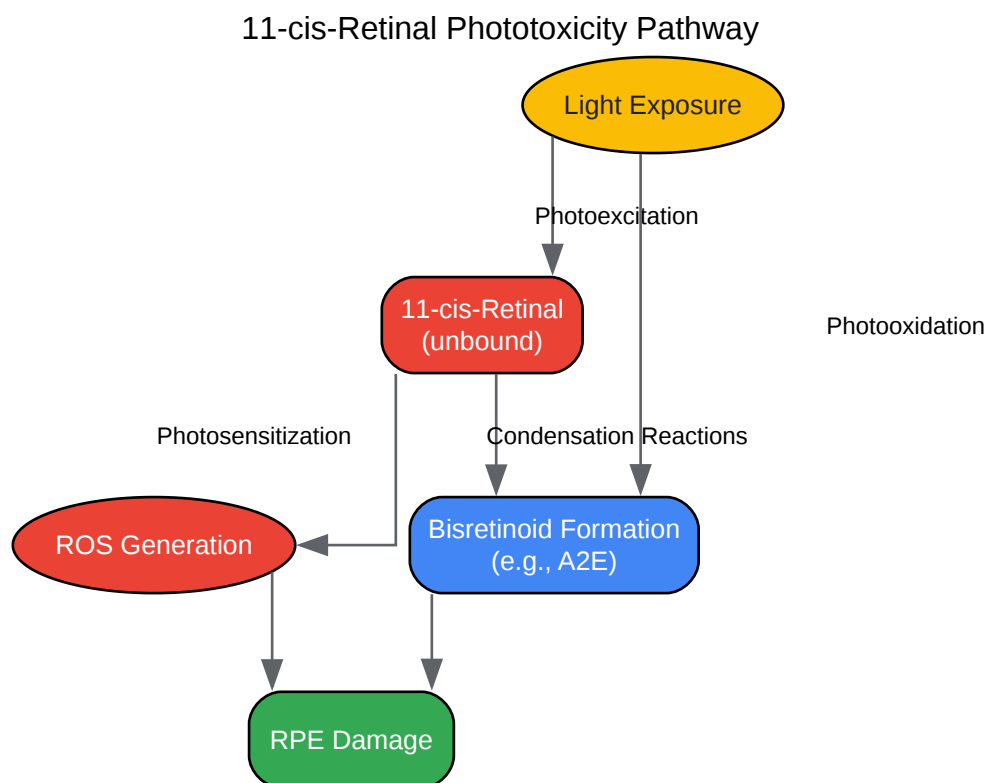 11-cis-Retinal Phototoxicity Pathway
Light Exposure
Photoexcitation
11-cis-Retinal
(unbound)
Photooxidation
Photosensitization
Condensation Reactions
Bisretinoid Formation
(e.g., A2E)
ROS Generation
RPE Damage